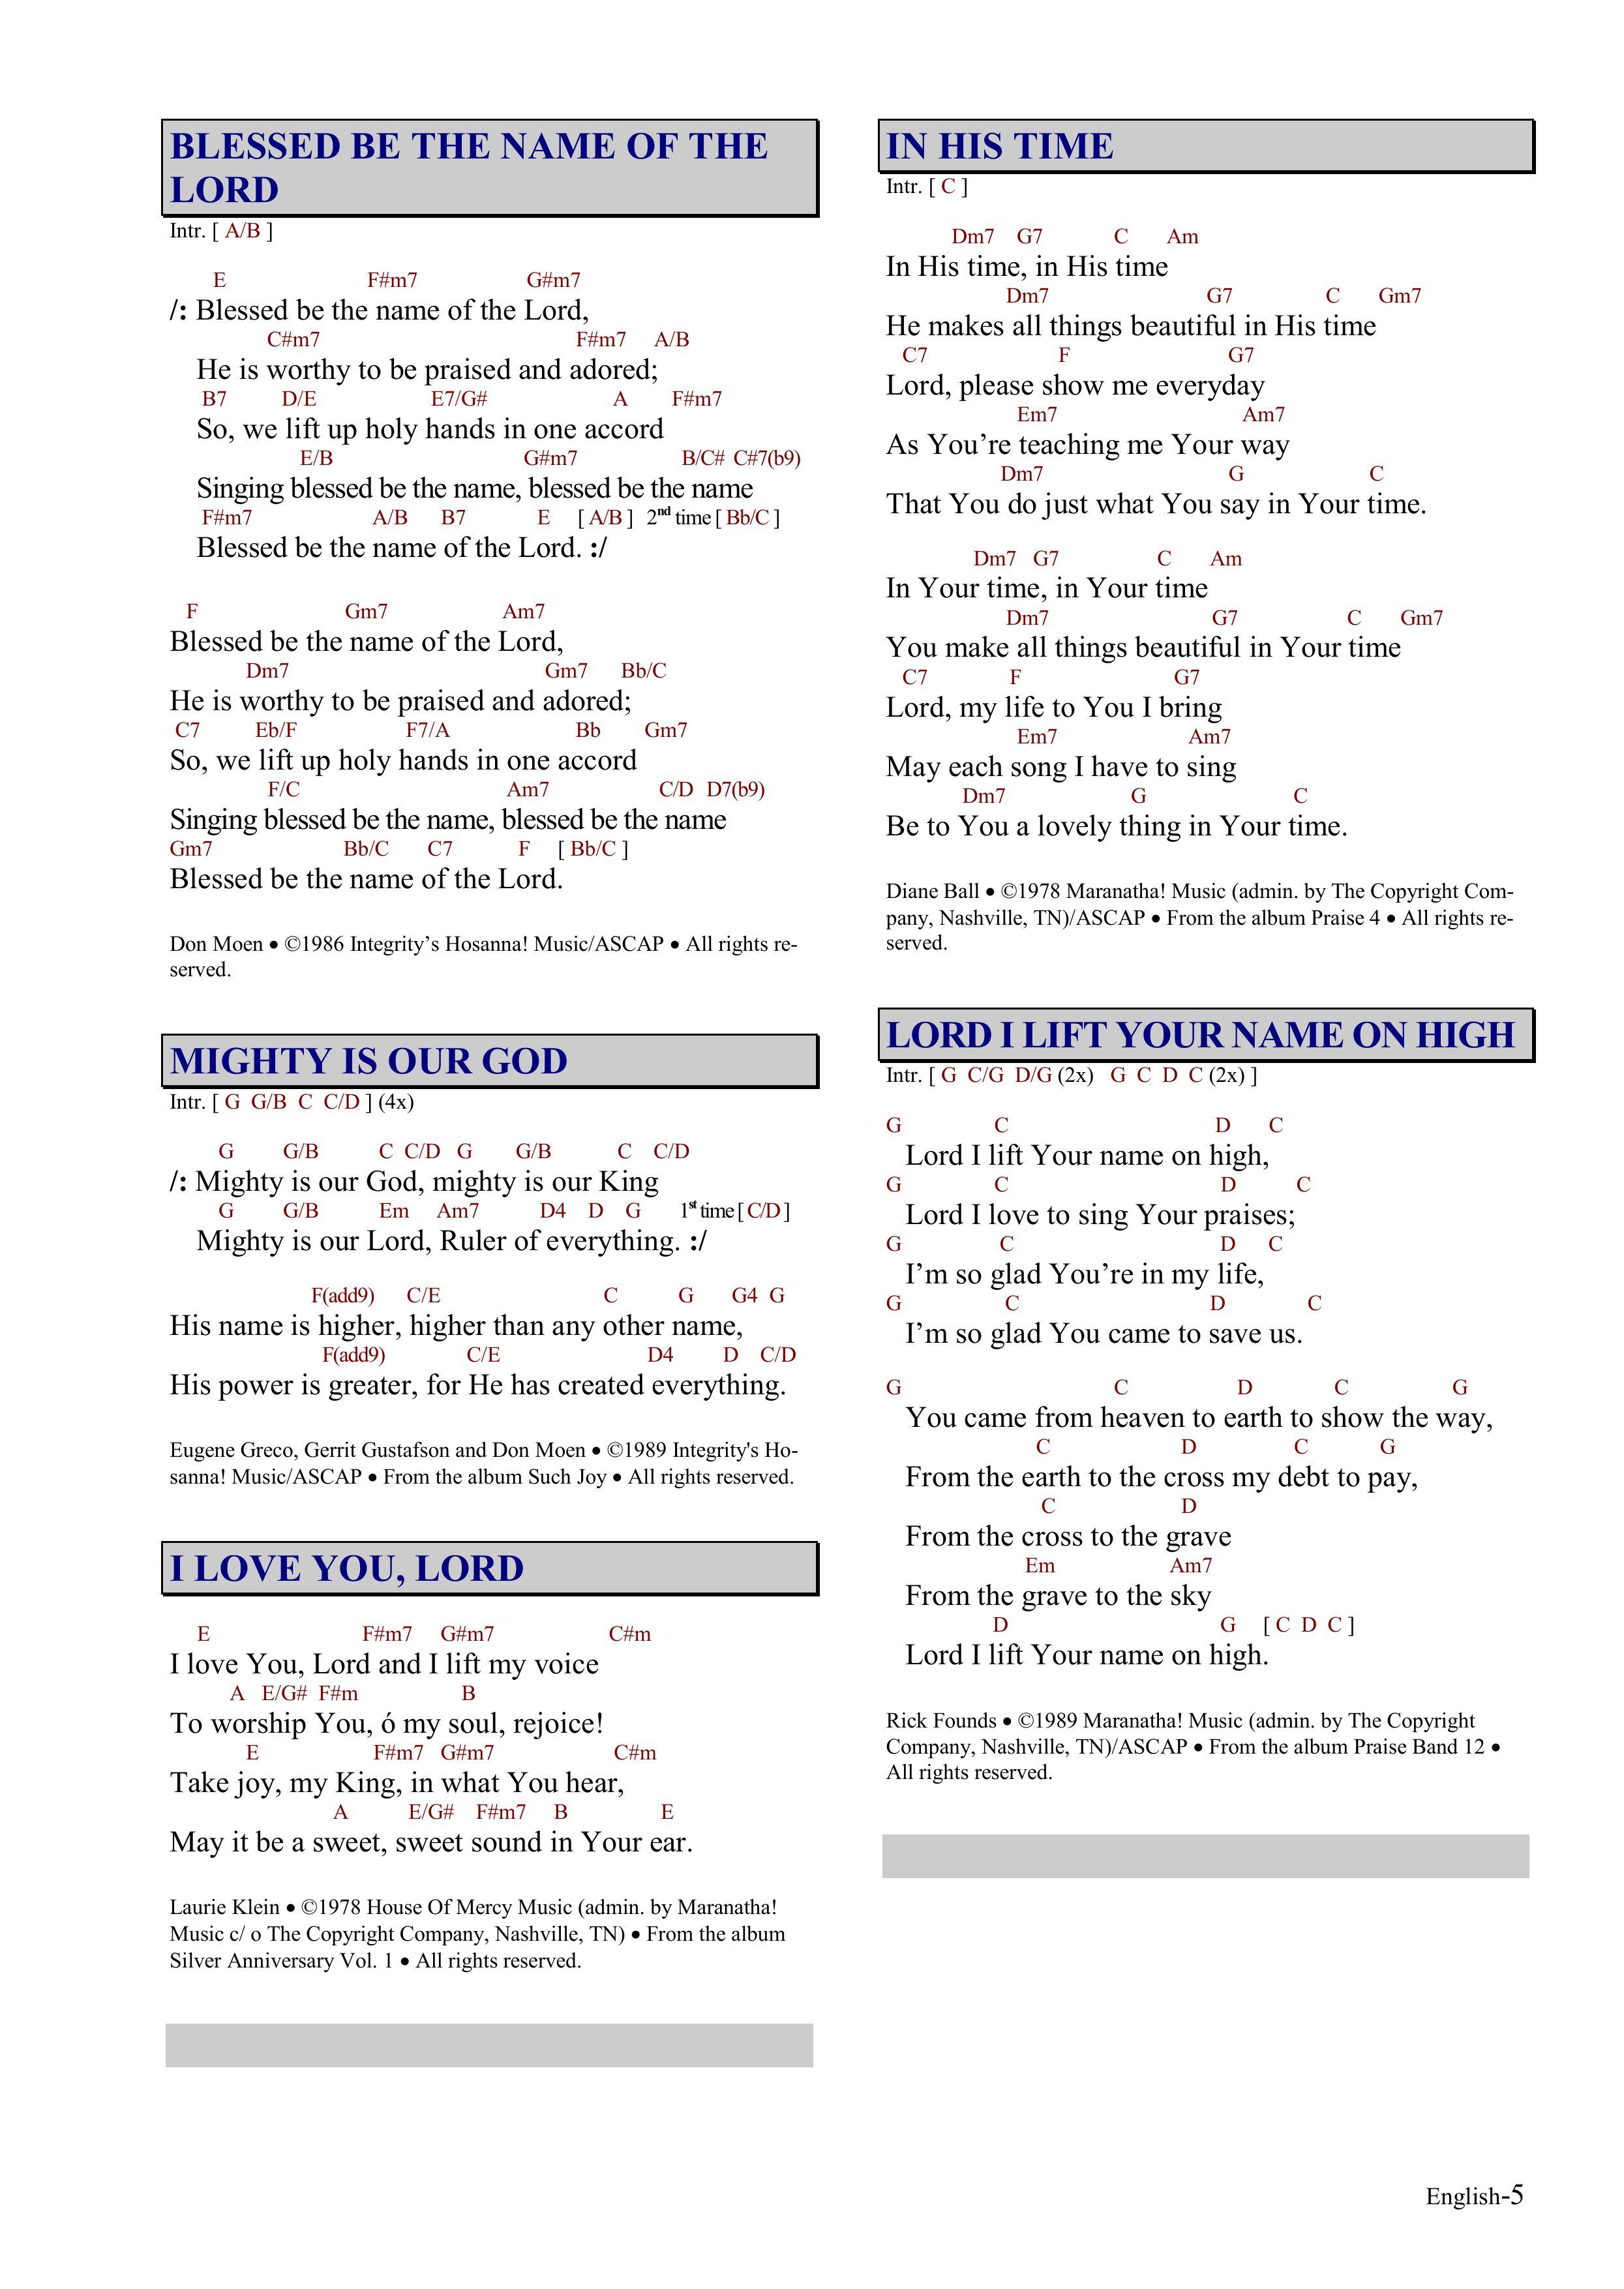 BLESSED BE THE NAME OF THE
LORD
Intr. [ A/B ]
E F#m7 G#m7
/: Blessed be the name of the Lord,
C#m7 F#m7 A/B
He is worthy to be praised and adored;
B7 D/E E7/G# A F#m7
So, we lift up holy hands in one accord
E/B G#m7 B/C# C#7(b9)
Singing blessed be the name, blessed be the name
F#m7 A/B B7 E [ A/B ] 2nd time [ Bb/C ]
Blessed be the name of the Lord. :/
F Gm7 Am7
Blessed be the name of the Lord,
Dm7 Gm7 Bb/C
He is worthy to be praised and adored;
C7 Eb/F F7/A Bb Gm7
So, we lift up holy hands in one accord
F/C Am7 C/D D7(b9)
Singing blessed be the name, blessed be the name
Gm7 Bb/C C7 F [ Bb/C ]
Blessed be the name of the Lord.
Don Moen • ©1986 Integrity’s Hosanna! Music/ASCAP • All rights re-
served.
MIGHTY IS OUR GOD
Intr. [ G G/B C C/D ] (4x)
G G/B C C/D G G/B C C/D
/: Mighty is our God, mighty is our King
G G/B Em Am7 D4 D G 1st time [ C/D ]
Mighty is our Lord, Ruler of everything. :/
F(add9) C/E C G G4 G
His name is higher, higher than any other name,
F(add9) C/E D4 D C/D
His power is greater, for He has created everything.
Eugene Greco, Gerrit Gustafson and Don Moen • ©1989 Integrity's Ho-
sanna! Music/ASCAP • From the album Such Joy • All rights reserved.
I LOVE YOU, LORD
E F#m7 G#m7 C#m
I love You, Lord and I lift my voice
A E/G# F#m B
To worship You, ó my soul, rejoice!
E F#m7 G#m7 C#m
Take joy, my King, in what You hear,
A E/G# F#m7 B E
May it be a sweet, sweet sound in Your ear.
Laurie Klein • ©1978 House Of Mercy Music (admin. by Maranatha!
Music c/ o The Copyright Company, Nashville, TN) • From the album
Silver Anniversary Vol. 1 • All rights reserved.
IN HIS TIME
Intr. [ C ]
Dm7 G7 C Am
In His time, in His time
Dm7 G7 C Gm7
He makes all things beautiful in His time
C7 F G7
Lord, please show me everyday
Em7 Am7
As You’re teaching me Your way
Dm7 G C
That You do just what You say in Your time.
Dm7 G7 C Am
In Your time, in Your time
Dm7 G7 C Gm7
You make all things beautiful in Your time
C7 F G7
Lord, my life to You I bring
Em7 Am7
May each song I have to sing
Dm7 G C
Be to You a lovely thing in Your time.
Diane Ball • ©1978 Maranatha! Music (admin. by The Copyright Com-
pany, Nashville, TN)/ASCAP • From the album Praise 4 • All rights re-
served.
LORD I LIFT YOUR NAME ON HIGH
Intr. [ G C/G D/G (2x) G C D C (2x) ]
G C D C
Lord I lift Your name on high,
G C D C
Lord I love to sing Your praises;
G C D C
I’m so glad You’re in my life,
G C D C
I’m so glad You came to save us.
G C D C G
You came from heaven to earth to show the way,
C D C G
From the earth to the cross my debt to pay,
C D
From the cross to the grave
Em Am7
From the grave to the sky
D G [ C D C ]
Lord I lift Your name on high.
Rick Founds • ©1989 Maranatha! Music (admin. by The Copyright
Company, Nashville, TN)/ASCAP • From the album Praise Band 12 •
All rights reserved.
English-5